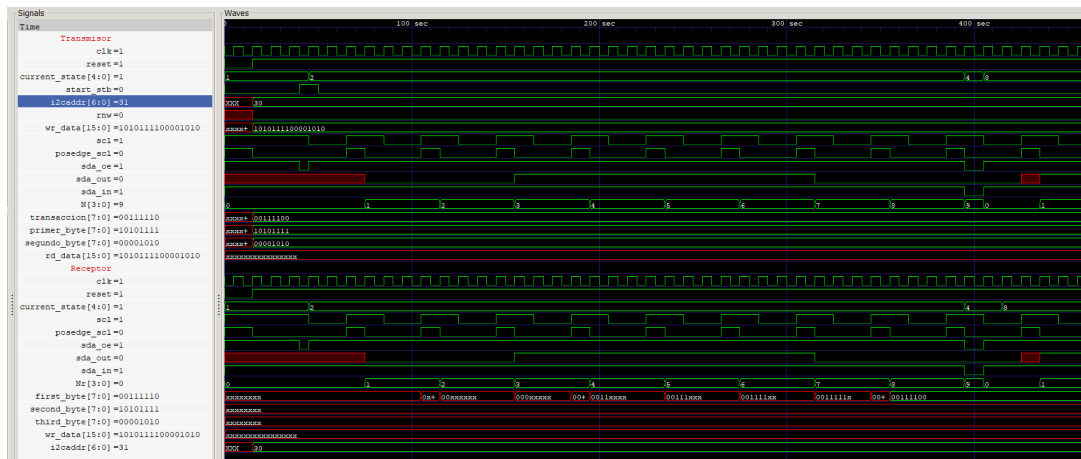 Signals
Waves
Time
100 sec
200 sec
300 sec
400 sec
Transmisor
clk=1
reset=1
current_state[4:0]=1
1
2
4
8
start_stb=0
i2caddr[6:0]=31
XXX
30
rnw=0
wr_data[15:0]=1010111100001010
xxxx+
1010111100001010
scl=1
posedge_scl=0
sda_oe=1
sda_out=0
sda_in=1
N[3:0]=9
0
1
2
3
4
5
6
7
8
9
0
1
transaccion[7:0]=00111110
xxxx+
00111100
primer_byte[7:0]=10101111
xxxx+
10101111
segundo_byte[7:0]=00001010
xxxx+
00001010
rd_data[15:0]=1010111100001010
xxxxxxxxxxxxxxxx
Receptor
clk=1
reset=1
current_state[4:0]=1
1
2
4
8
scl=1
posedge_scl=0
sda_oe=1
sda_out=0
sda_in=1
Nr[3:0]=0
0
1
2
3
4
5
6
7
8
9
0
1
first_byte[7:0]=00111110
xxxxxxxx
0x+
00xxxxxx
000xxxxx
00+
0011xxxx
00111xxx
001111xx
0011111x
00+
00111100
second_byte[7:0]=10101111
xxxxxxxx
third_byte[7:0]=00001010
xxxxxxxx
wr_data[15:0]=1010111100001010
xxxxxxxxxxxxxxxx
i2caddr[6:0]=31
XXX
30